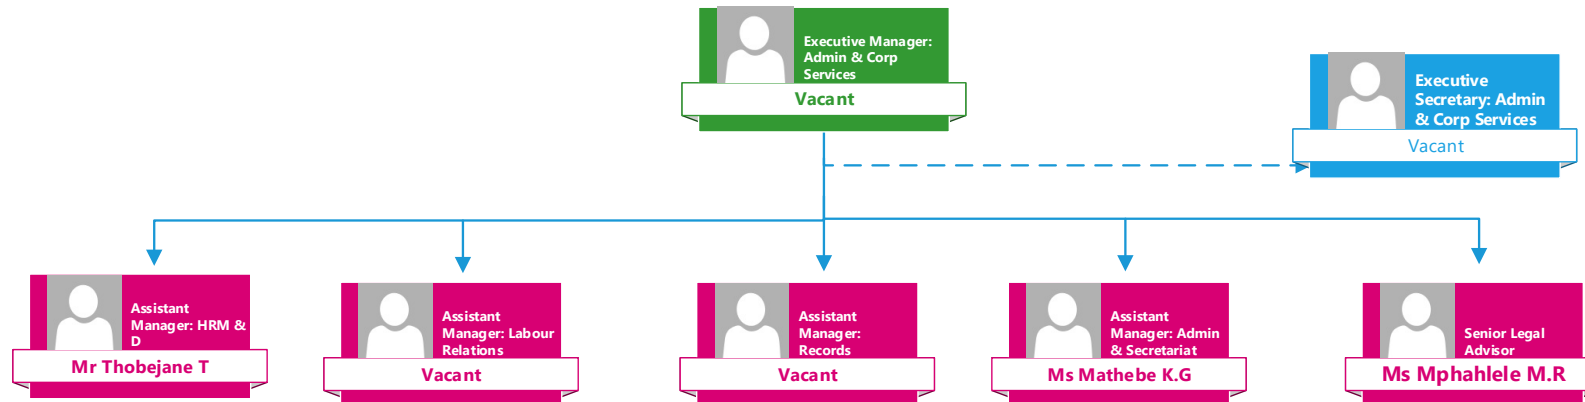 Executive Manager:
Admin & Corp
Services
Vacant
Executive
Secretary: Admin
& Corp Services
Vacant
Assistant
Manager: HRM &
D
Mr Thobejane T
Assistant
Manager: Labour
Relations
Vacant
Assistant
Manager:
Records
Vacant
Assistant
Manager: Admin
& Secretariat
Ms Mathebe K.G
Senior Legal
Advisor
Ms Mphahlele M.R